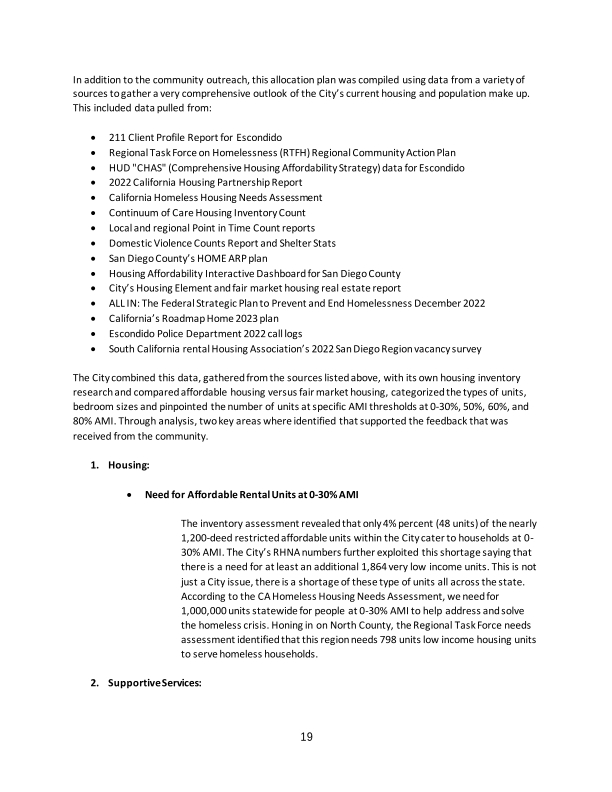 In addition to the community outreach, this allocation plan was compiled using data from a variety of
sources to gather a very comprehensive outlook of the City's current housing and population make up.
This included data pulled from:
• 211 Client Profile Report for Escondido
• Regional Task Force on Homelessness (RTFH) Regional Community Action Plan
• HUD "CHAS" (Comprehensive Housing Affordability Strategy) data for Escondido
• 2022 California Housing Partnership Report
• California Homeless Housing Needs Assessment
• Continuum of Care Housing Inventory Count
• Local and regional Point in Time Count reports
• Domestic Violence Counts Report and Shelter Stats
• San Diego County's HOME ARP plan
• Housing Affordability Interactive Dashboard for San Diego County
• City's Housing Element and fair market housing real estate report
• ALL IN: The Federal Strategic Plan to Prevent and End Homelessness December 2022
• California's Roadmap Home 2023 plan
• Escondido Police Department 2022 call logs
• South California rental Housing Association's 2022 San Diego Region vacancy survey
The City combined this data, gathered from the sources listed above, with its own housing inventory
research and compared affordable housing versus fair market housing, categorized the types of units,
bedroom sizes and pinpointed the number of units at specific AMI thresholds at 0-30%, 50%, 60%, and
80% AMI. Through analysis, two key areas where identified that supported the feedback that was
received from the community.
1. Housing:
• Need for Affordable Rental Units at 0-30% AMI
The inventory assessment revealed that only 4% percent (48 units) of the nearly
1,200-deed restricted affordable units within the City cater to households at 0-
30% AMI. The City's RHNA numbers further exploited this shortage saying that
there is a need for at least an additional 1,864 very low income units. This is not
just a City issue, there is a shortage of these type of units all across the state.
According to the CA Homeless Housing Needs Assessment, we need for
1,000,000 units statewide for people at 0-30% AMI to help address and solve
the homeless crisis. Honing in on North County, the Regional Task Force needs
assessment identified that this region needs 798 units low income housing units
to serve homeless households.
2. Supportive Services:
19